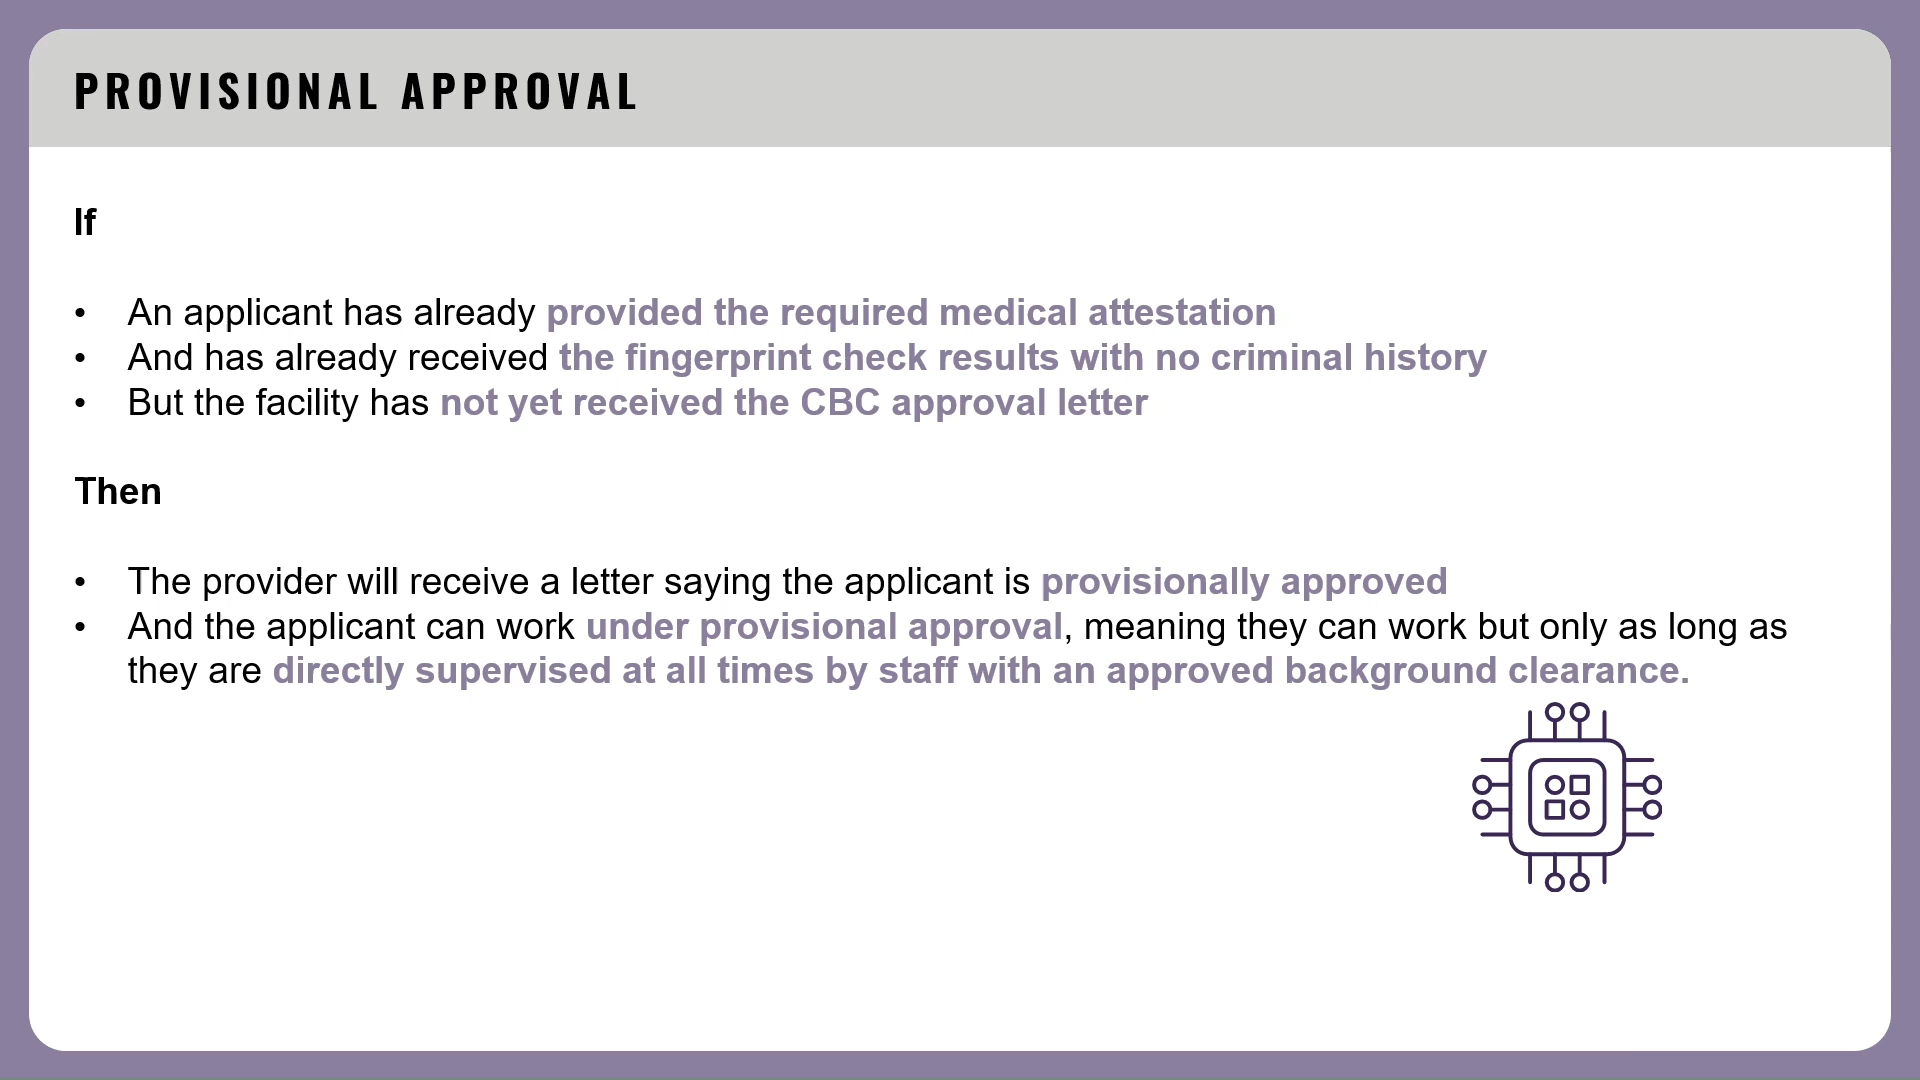 PROVISIONAL APPROVAL
If
• An applicant has already provided the required medical attestation
• And has already received the fingerprint check results with no criminal history
• But the facility has not yet received the CBC approval letter
Then
• The provider will receive a letter saying the applicant is provisionally approved
• And the applicant can work under provisional approval, meaning they can work but only as long as
they are directly supervised at all times by staff with an approved background clearance.